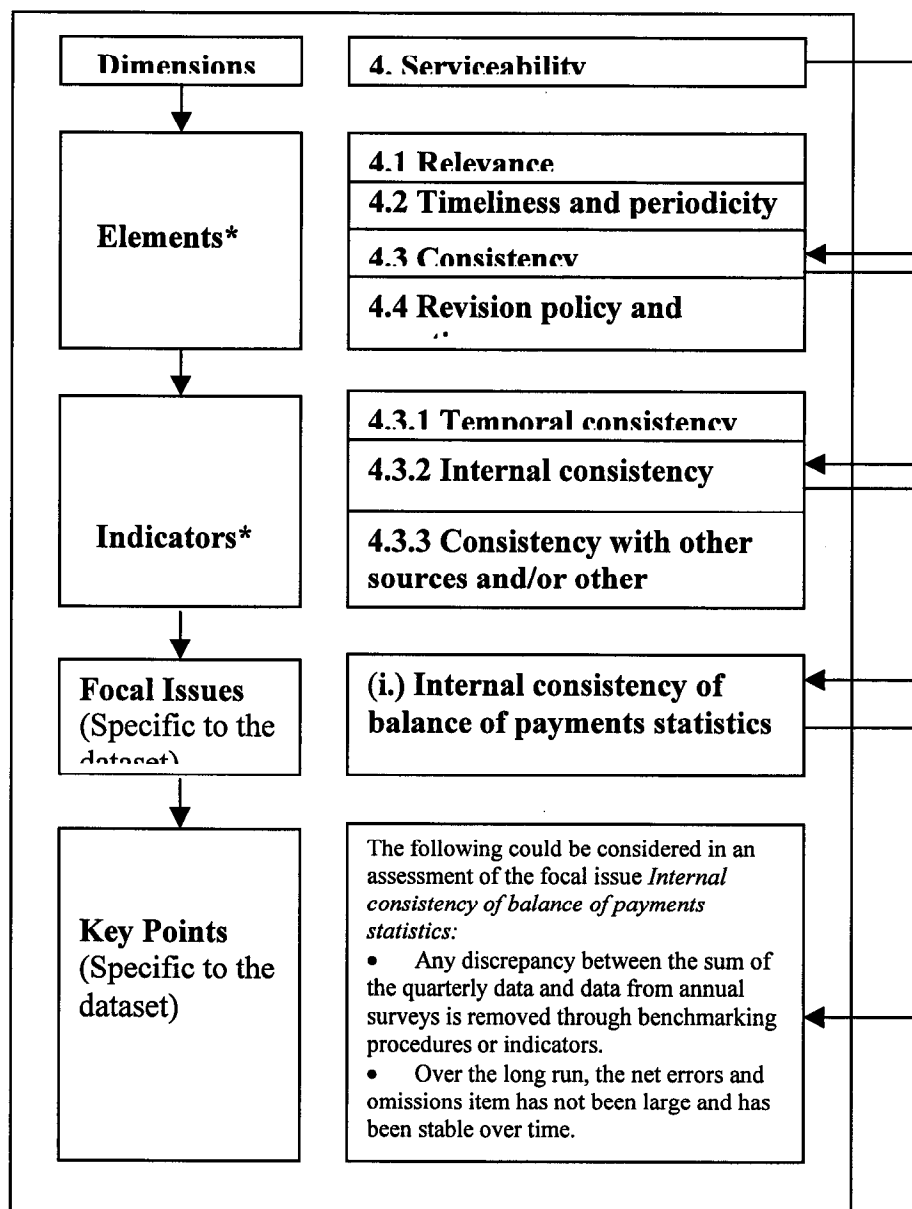 Dimensions
4. Serviceability
Elements*
4.1 Relevance
4.2 Timeliness and periodicity
4.3 Consistency
4.4 Revision policy and
Indicators*
4.3.1 Temporal consistency
4.3.2 Internal consistency
4.3.3 Consistency with other
sources and/or other
Focal Issues
(Specific to the
dataset)
(i.) Internal consistency of
balance of payments statistics
Key Points
(Specific to the
dataset)
The following could be considered in an
assessment of the focal issue Internal
consistency of balance of payments
statistics:
• Any discrepancy between the sum of
the quarterly data and data from annual
surveys is removed through benchmarking
procedures or indicators.
• Over the long run, the net errors and
omissions item has not been large and has
been stable over time.